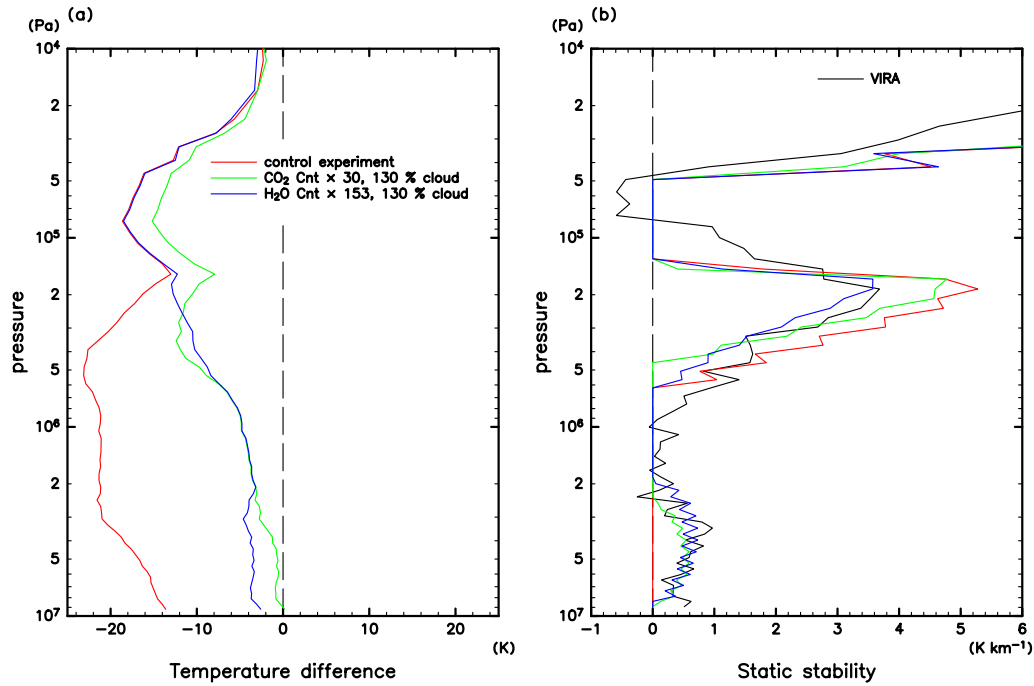 (Pa) (a)
10⁴
2
5
10⁵
2
5
10⁶
2
5
10⁷
pressure
control experiment
CO₂ Cnt × 30, 130 % cloud
H₂O Cnt × 153, 130 % cloud
−20 −10 0 10 20
(K)
Temperature difference
(Pa) (b)
10⁴
2
5
10⁵
2
5
10⁶
2
5
10⁷
pressure
VIRA
−1 0 1 2 3 4 5 6
(K km⁻¹)
Static stability